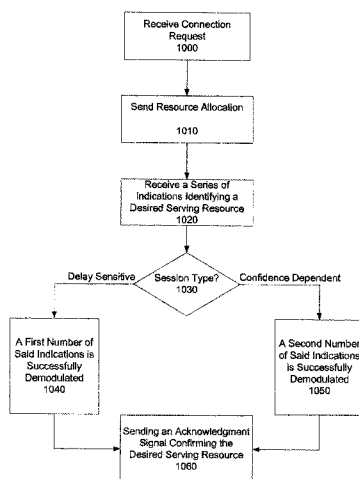 Receive Connection
Request
1000
Send Resource Allocation
1010
Receive a Series of
Indications Identifying a
Desired Serving Resource
1020
Delay Sensitive
Session Type?
1030
Confidence Dependent
A First Number of
Said Indications is
Successfully
Demodulated
1040
A Second Number
of Said Indications
is Successfully
Demodulated
1050
Sending an Acknowledgment
Signal Confirming the
Desired Serving Resource
1060